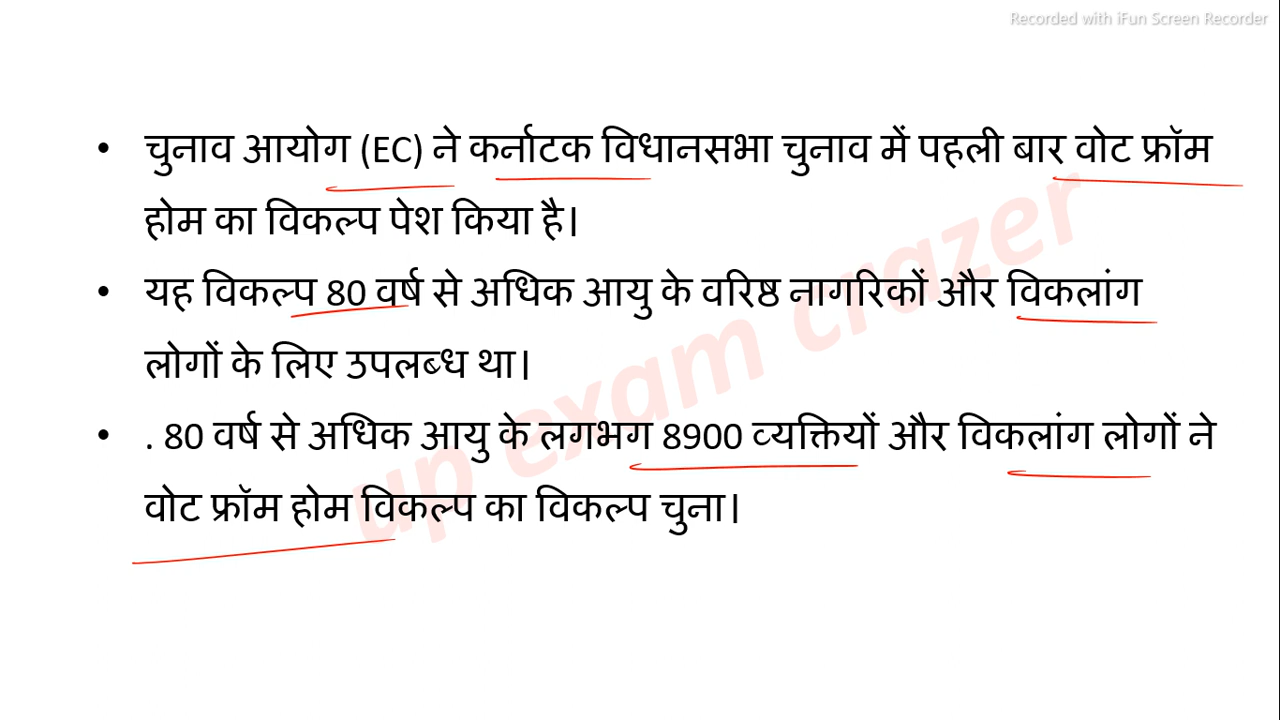 Recorded with iFun Screen Recorder
• चुनाव आयोग (EC) ने कर्नाटक विधानसभा चुनाव में पहली बार वोट फ्रॉम
होम का विकल्प पेश किया है।
• यह विकल्प 80 वर्ष से अधिक आयु के वरिष्ठ नागरिकों और विकलांग
लोगों के लिए उपलब्ध था।
• . 80 वर्ष से अधिक आयु के लगभग 8900 व्यक्तियों और विकलांग लोगों ने
वोट फ्रॉम होम विकल्प का विकल्प चुना।
up exam crazer